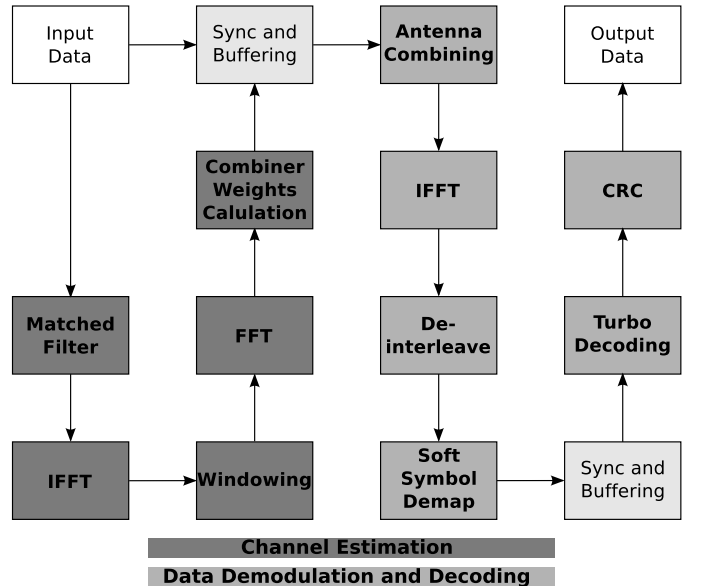 Input
Data
Sync and
Buffering
Antenna
Combining
Output
Data
Combiner
Weights
Calulation
IFFT
CRC
Matched
Filter
FFT
De-
interleave
Turbo
Decoding
IFFT
Windowing
Soft
Symbol
Demap
Sync and
Buffering
Channel Estimation
Data Demodulation and Decoding